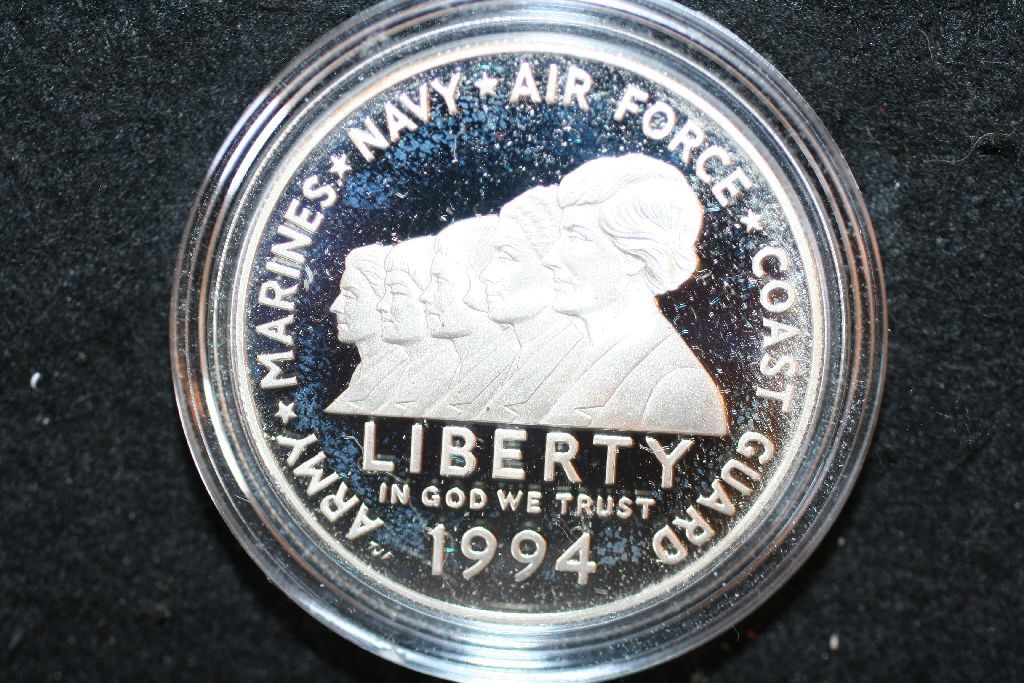 ARMY ★ MARINES ★ NAVY ★ AIR FORCE ★ COAST GUARD
LIBERTY
IN GOD WE TRUST
1994